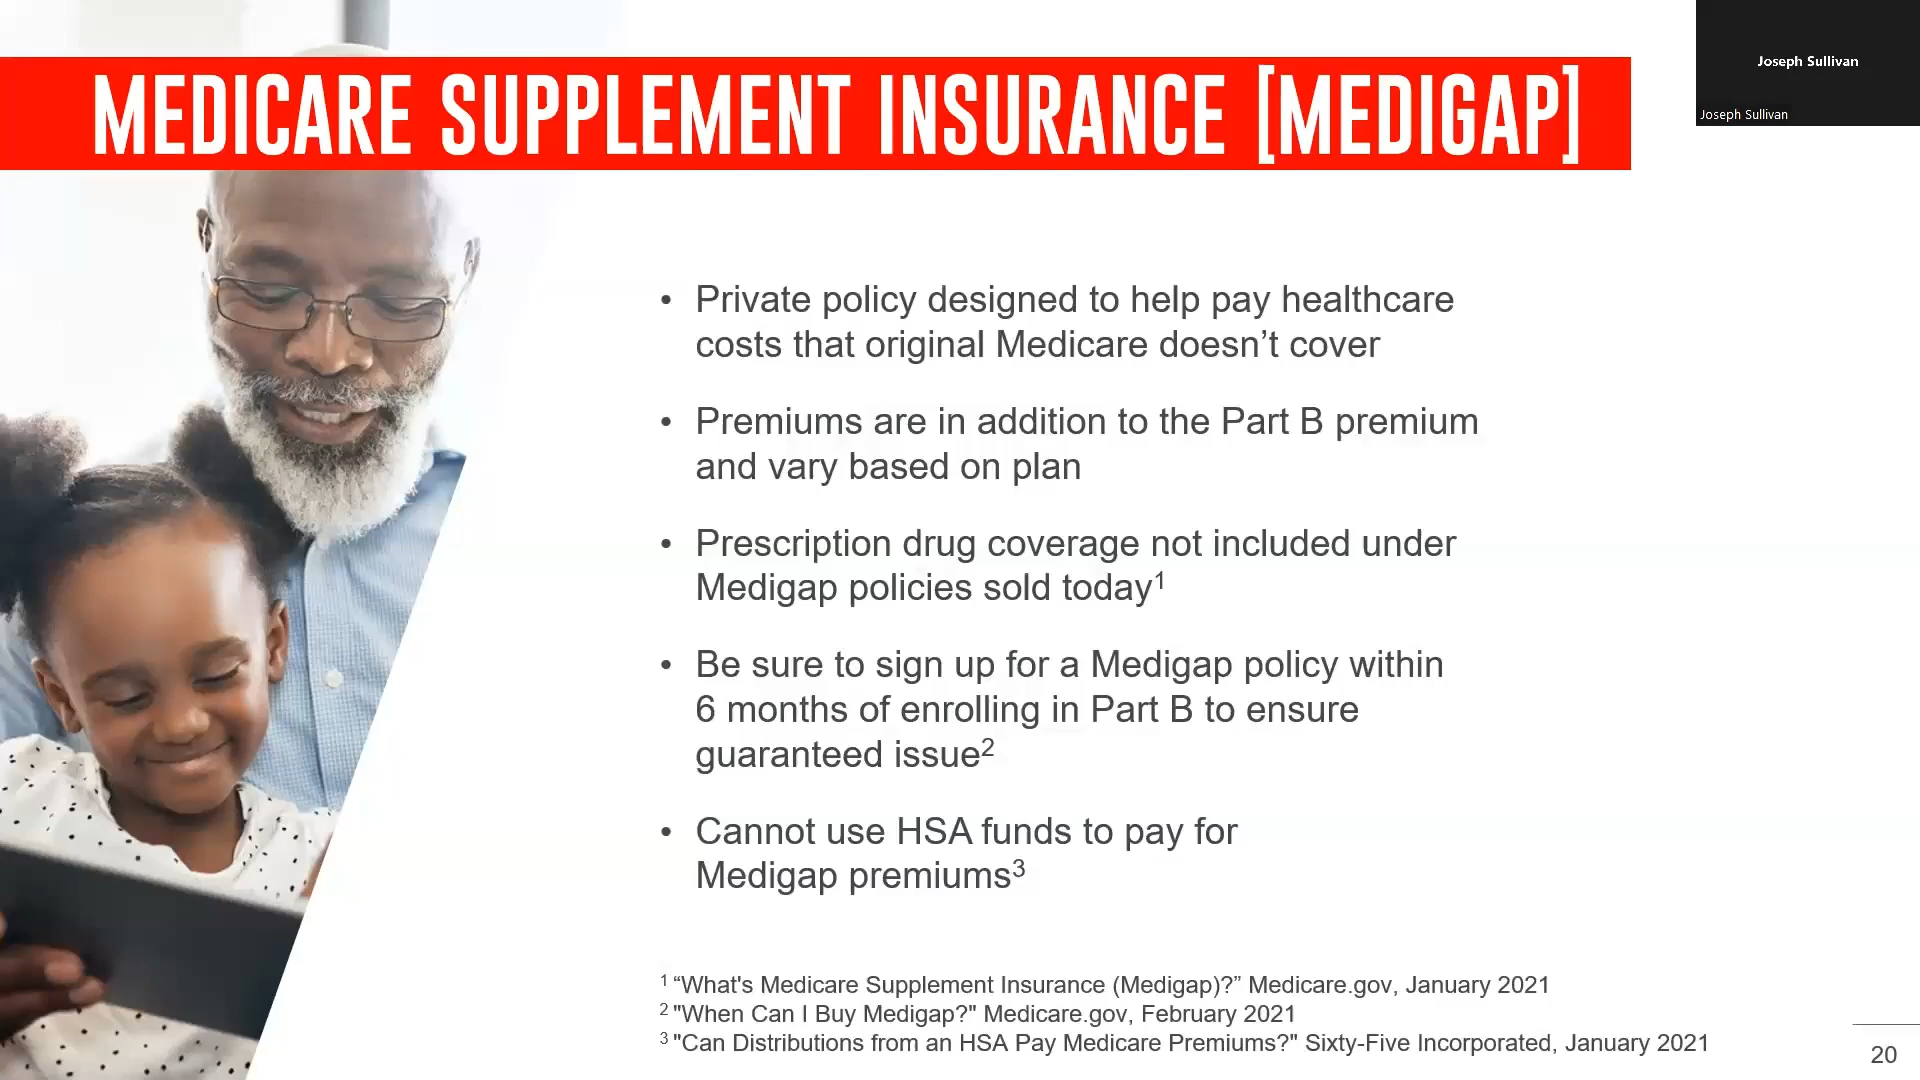 MEDICARE SUPPLEMENT INSURANCE [MEDIGAP]
Joseph Sullivan
Joseph Sullivan
• Private policy designed to help pay healthcare
costs that original Medicare doesn’t cover
• Premiums are in addition to the Part B premium
and vary based on plan
• Prescription drug coverage not included under
Medigap policies sold today¹
• Be sure to sign up for a Medigap policy within
6 months of enrolling in Part B to ensure
guaranteed issue²
• Cannot use HSA funds to pay for
Medigap premiums³
¹ “What's Medicare Supplement Insurance (Medigap)?” Medicare.gov, January 2021
² "When Can I Buy Medigap?" Medicare.gov, February 2021
³ "Can Distributions from an HSA Pay Medicare Premiums?" Sixty-Five Incorporated, January 2021
20